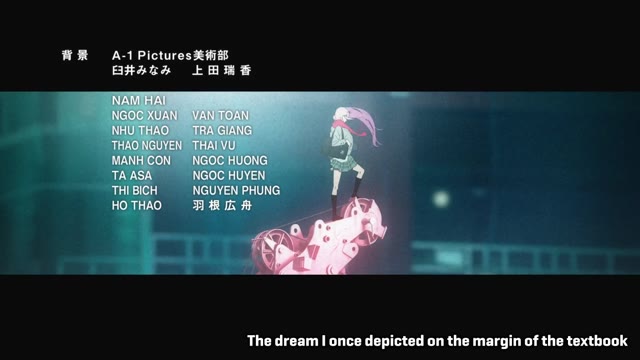 背景 A-1 Pictures美術部
臼井みなみ 上田瑞香
NAM HAI
NGOC XUAN VAN TOAN
NHU THAO TRA GIANG
THAO NGUYEN THAI VU
MANH CON NGOC HUONG
TA ASA NGOC HUYEN
THI BICH NGUYEN PHUNG
HO THAO 羽根広舟
The dream I once depicted on the margin of the textbook